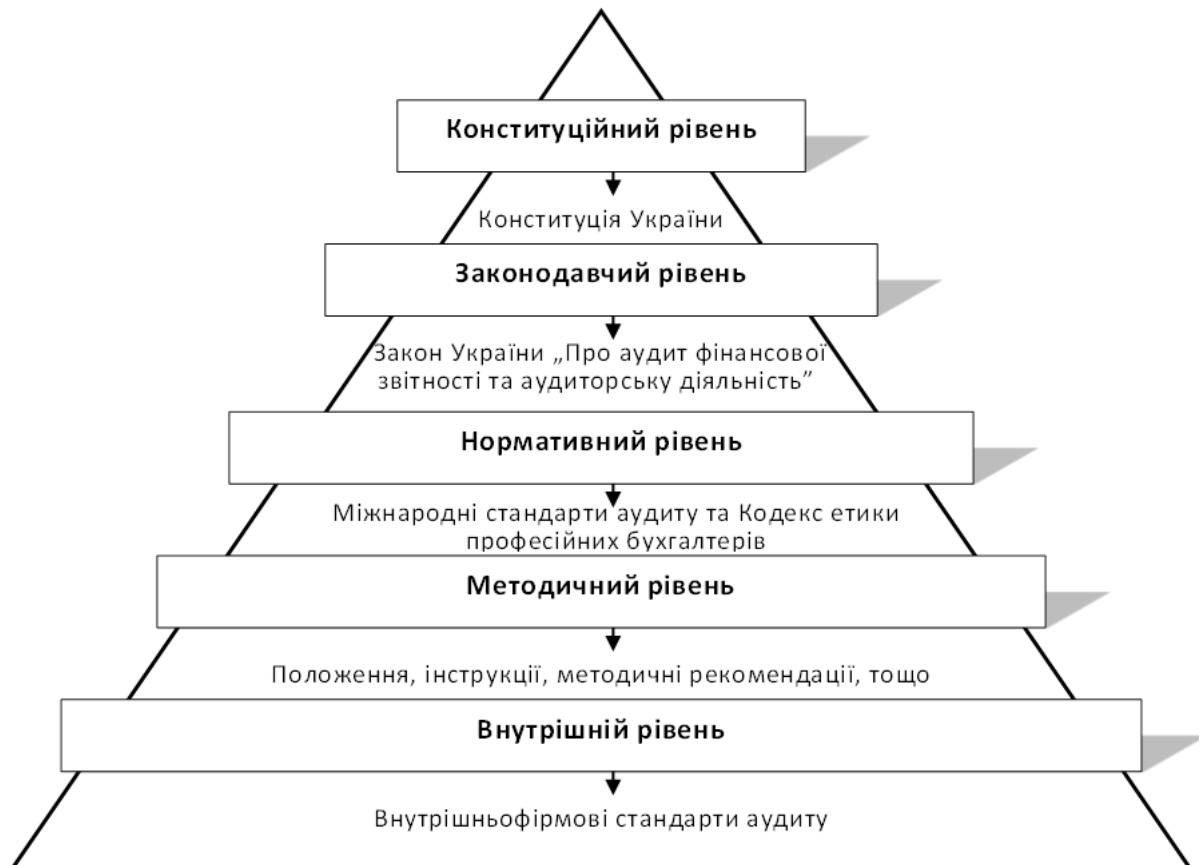 Конституційний рівень
Конституція України
Законодавчий рівень
Закон України „Про аудит фінансової
звітності та аудиторську діяльність”
Нормативний рівень
Міжнародні стандарти аудиту та Кодекс етики
професійних бухгалтерів
Методичний рівень
Положення, інструкції, методичні рекомендації, тощо
Внутрішній рівень
Внутрішньофірмові стандарти аудиту